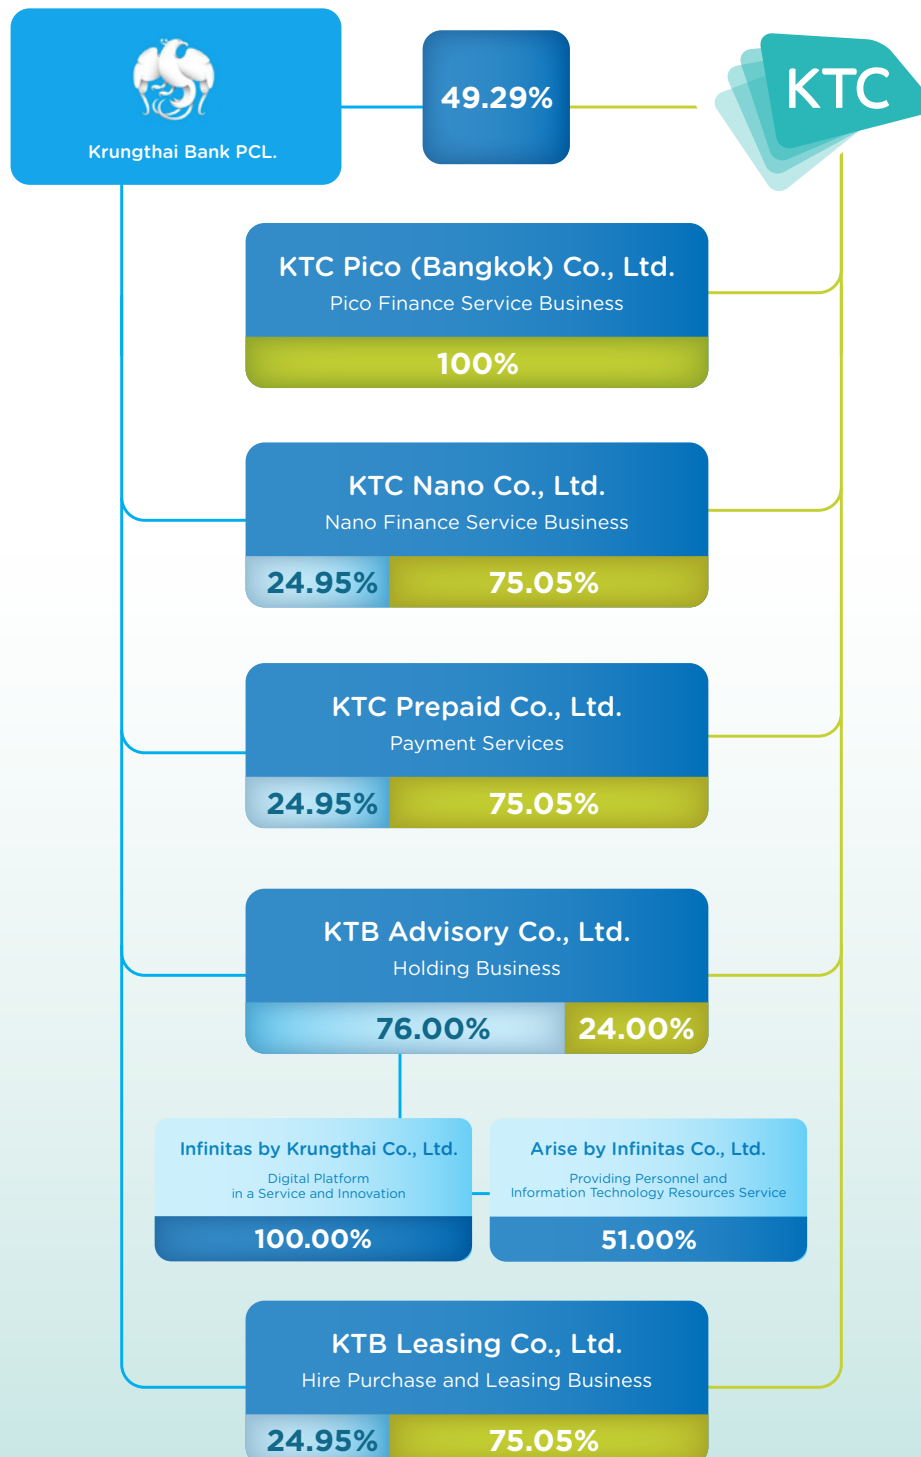 Krungthai Bank PCL.
49.29%
KTC
KTC Pico (Bangkok) Co., Ltd.
Pico Finance Service Business
100%
KTC Nano Co., Ltd.
Nano Finance Service Business
24.95% 75.05%
KTC Prepaid Co., Ltd.
Payment Services
24.95% 75.05%
KTB Advisory Co., Ltd.
Holding Business
76.00% 24.00%
Infinitas by Krungthai Co., Ltd.
Digital Platform
in a Service and Innovation
100.00%
Arise by Infinitas Co., Ltd.
Providing Personnel and
Information Technology Resources Service
51.00%
KTB Leasing Co., Ltd.
Hire Purchase and Leasing Business
24.95% 75.05%